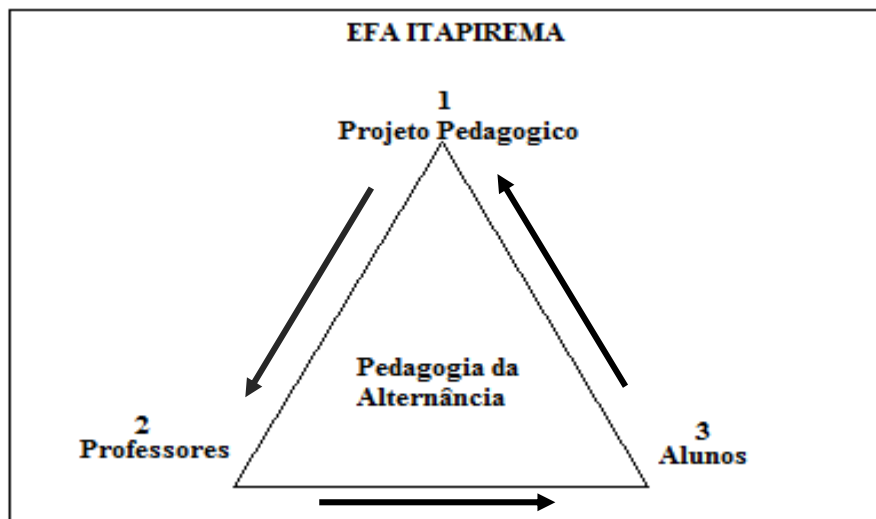 EFA ITAPIREMA
1
Projeto Pedagogico
Pedagogia da
Alternância
2
Professores
3
Alunos